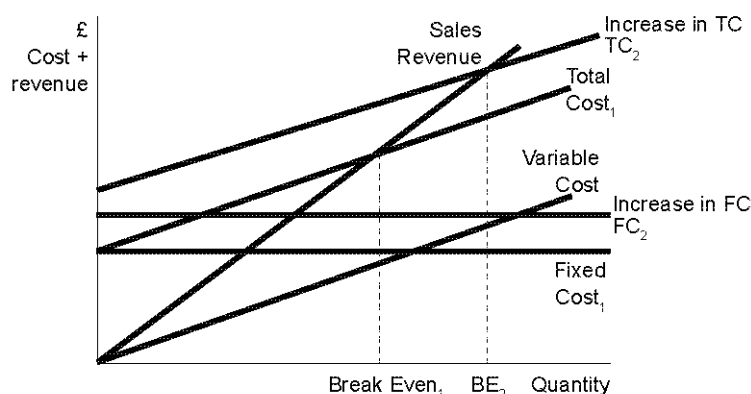 £
Cost +
revenue
Sales
Revenue
Increase in TC
TC₂
Total
Cost₁
Variable
Cost
Increase in FC
FC₂
Fixed
Cost₁
Break Even₁ BE₂ Quantity